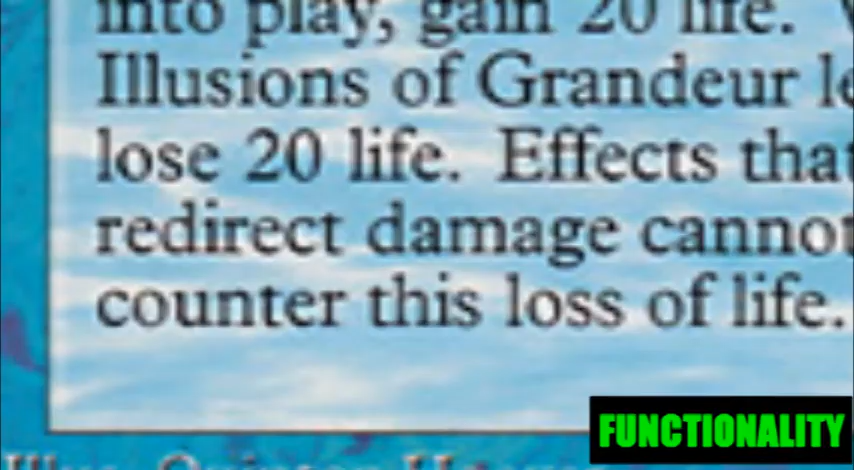 into play, gain 20 life.
Illusions of Grandeur le
lose 20 life. Effects that
redirect damage cannot
counter this loss of life.
FUNCTIONALITY